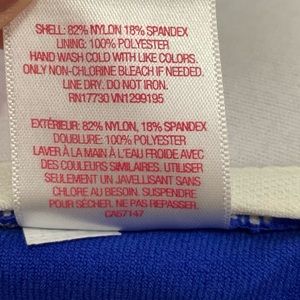 SHELL: 82% NYLON 18% SPANDEX
LINING: 100% POLYESTER
HAND WASH COLD WITH LIKE COLORS.
ONLY NON-CHLORINE BLEACH IF NEEDED.
LINE DRY. DO NOT IRON.
RN17730 VN1299195
EXTÉRIEUR: 82% NYLON, 18% SPANDEX
DOUBLURE: 100% POLYESTER
LAVER À LA MAIN À L'EAU FROIDE AVEC
DES COULEURS SIMILAIRES. UTILISER
SEULEMENT UN JAVELLISANT SANS
CHLORE AU BESOIN. SUSPENDRE
POUR SÉCHER. NE PAS REPASSER
CA57147